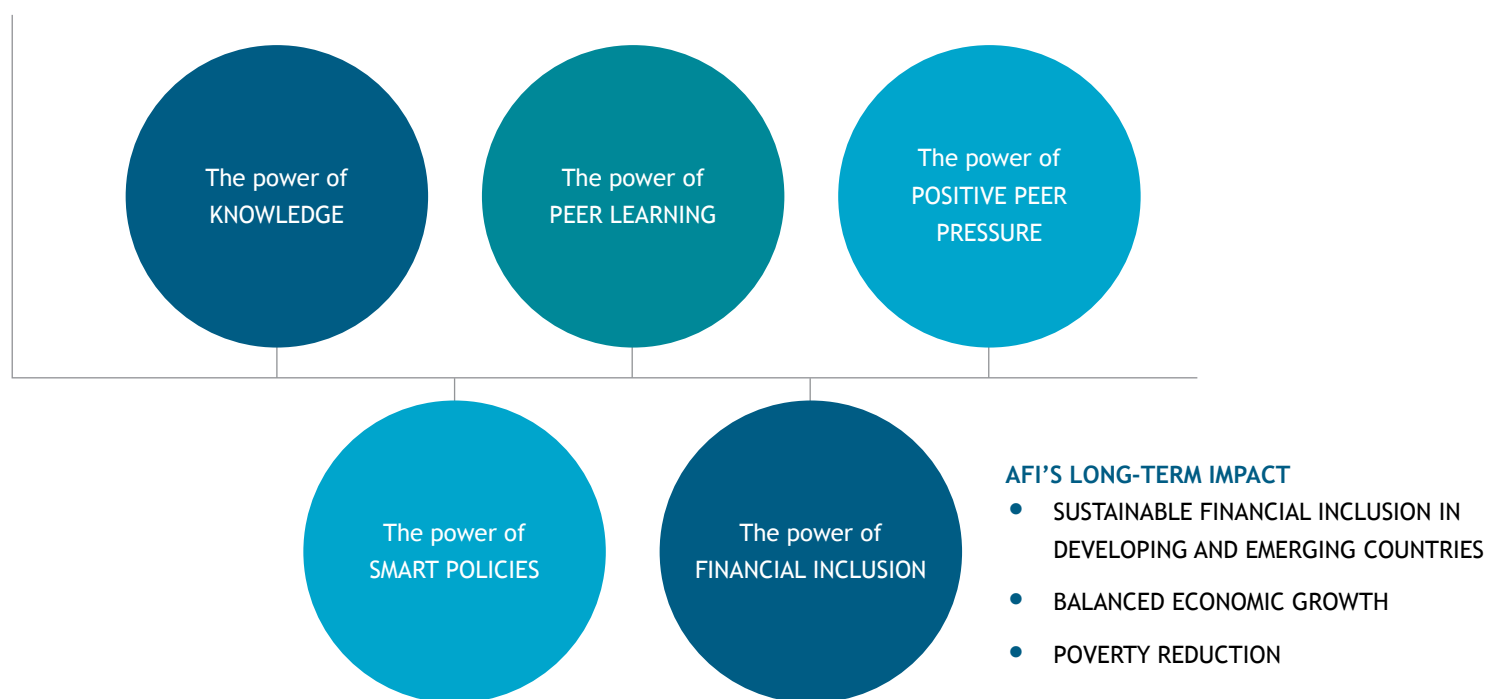 The power of
KNOWLEDGE
The power of
PEER LEARNING
The power of
POSITIVE PEER
PRESSURE
The power of
SMART POLICIES
The power of
FINANCIAL INCLUSION
AFI’S LONG-TERM IMPACT
• SUSTAINABLE FINANCIAL INCLUSION IN
DEVELOPING AND EMERGING COUNTRIES
• BALANCED ECONOMIC GROWTH
• POVERTY REDUCTION